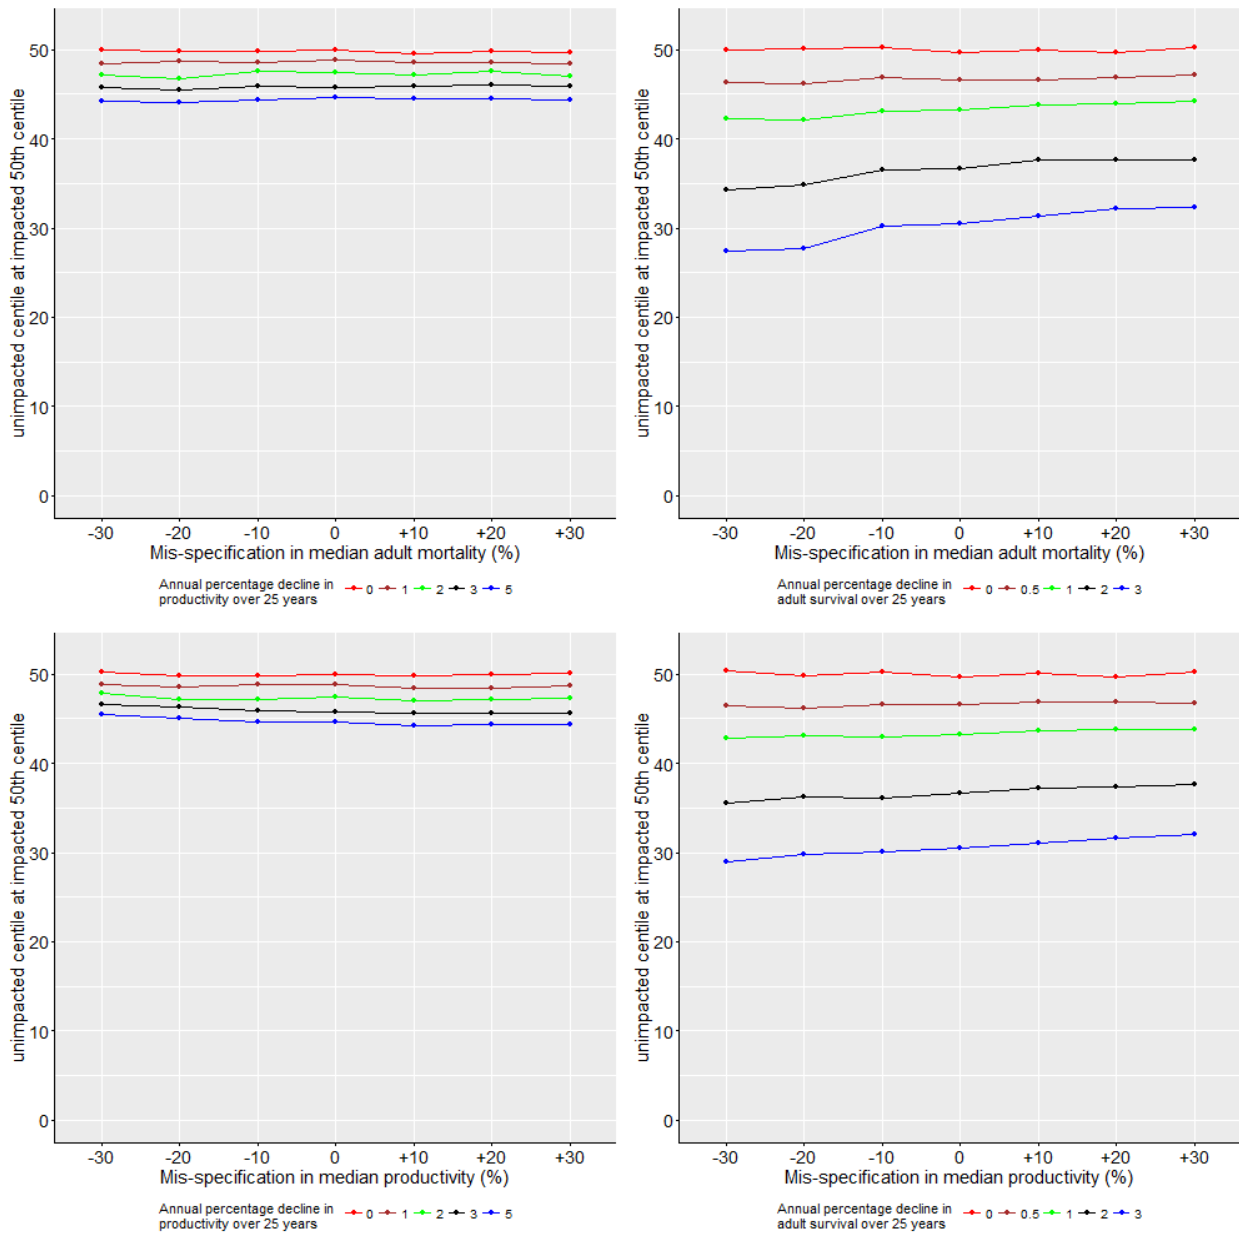 unimpacted centile at impacted 50th centile
50
40
30
20
10
0
-30 -20 -10 0 +10 +20 +30
Mis-specification in median adult mortality (%)
Annual percentage decline in
productivity over 25 years
0 1 2 3 5
unimpacted centile at impacted 50th centile
50
40
30
20
10
0
-30 -20 -10 0 +10 +20 +30
Mis-specification in median adult mortality (%)
Annual percentage decline in
adult survival over 25 years
0 0.5 1 2 3
unimpacted centile at impacted 50th centile
50
40
30
20
10
0
-30 -20 -10 0 +10 +20 +30
Mis-specification in median productivity (%)
Annual percentage decline in
productivity over 25 years
0 1 2 3 5
unimpacted centile at impacted 50th centile
50
40
30
20
10
0
-30 -20 -10 0 +10 +20 +30
Mis-specification in median productivity (%)
Annual percentage decline in
adult survival over 25 years
0 0.5 1 2 3